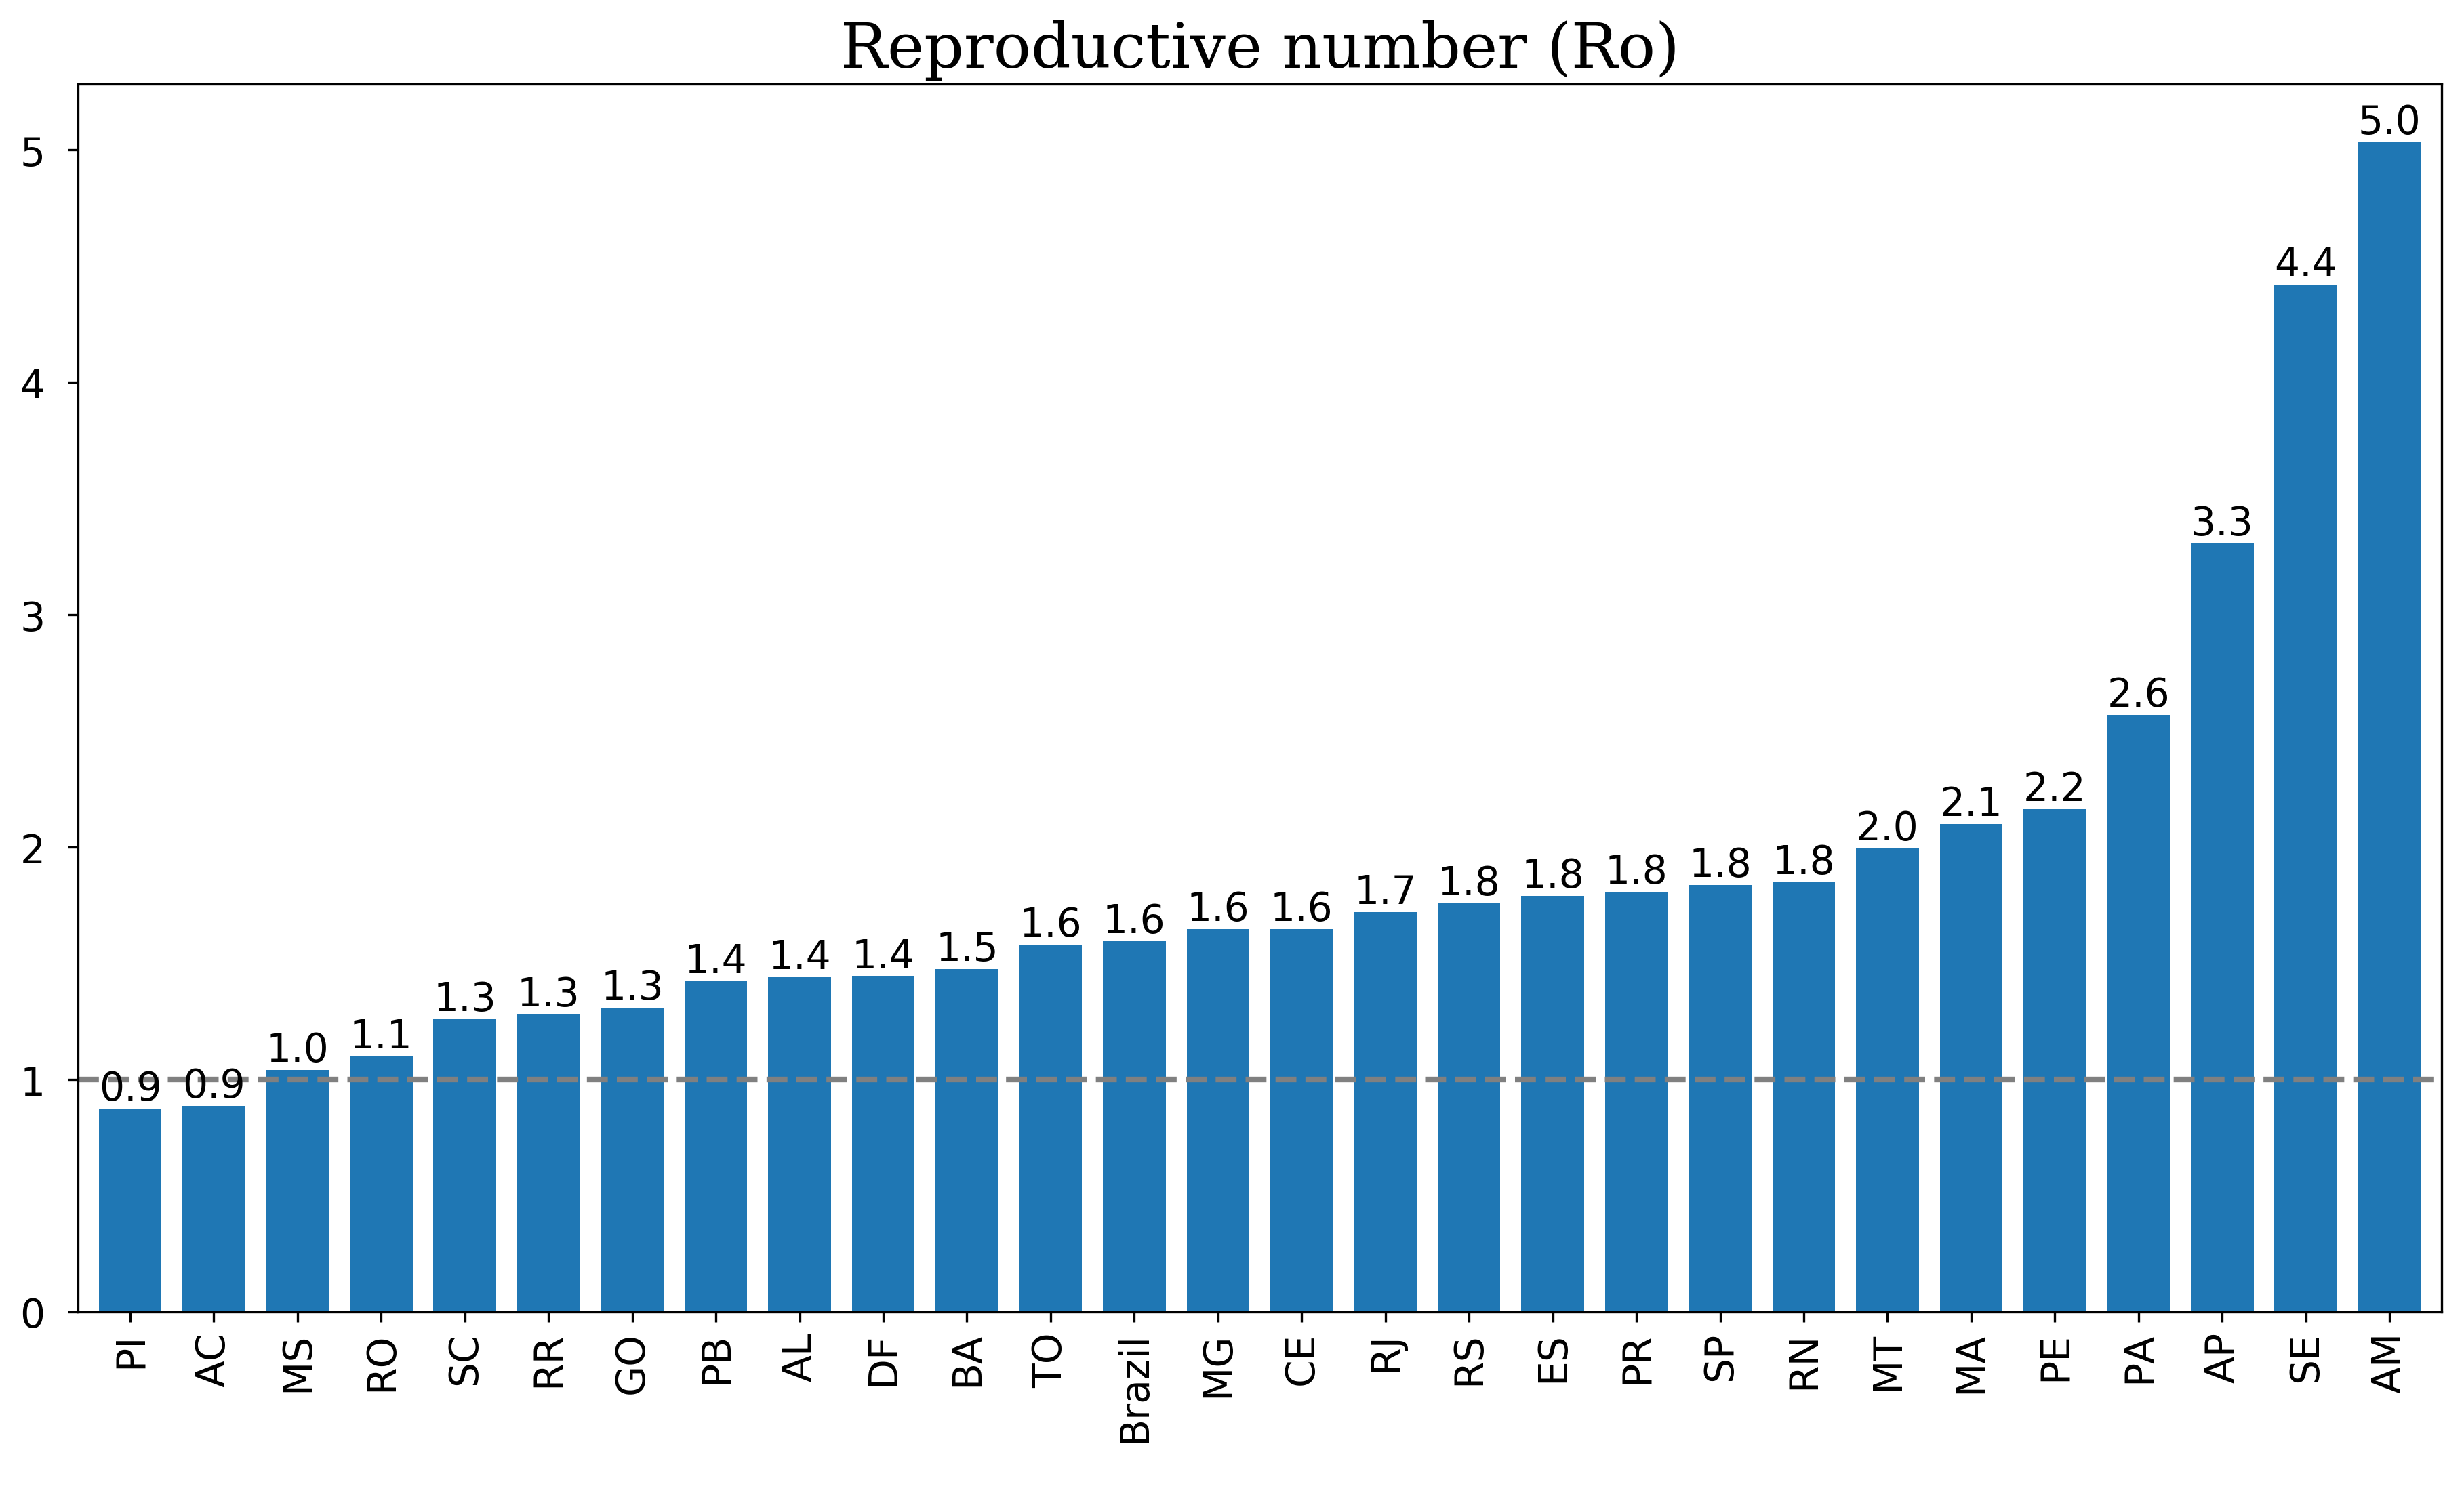 Reproductive number (Ro)
5
4
3
2
1
0
0.9
0.9
1.0
1.1
1.3
1.3
1.3
1.4
1.4
1.4
1.5
1.6
1.6
1.6
1.6
1.7
1.8
1.8
1.8
1.8
1.8
2.0
2.1
2.2
2.6
3.3
4.4
5.0
PI
AC
MS
RO
SC
RR
GO
PB
AL
DF
BA
TO
Brazil
MG
CE
RJ
RS
ES
PR
SP
RN
MT
MA
PE
PA
AP
SE
AM